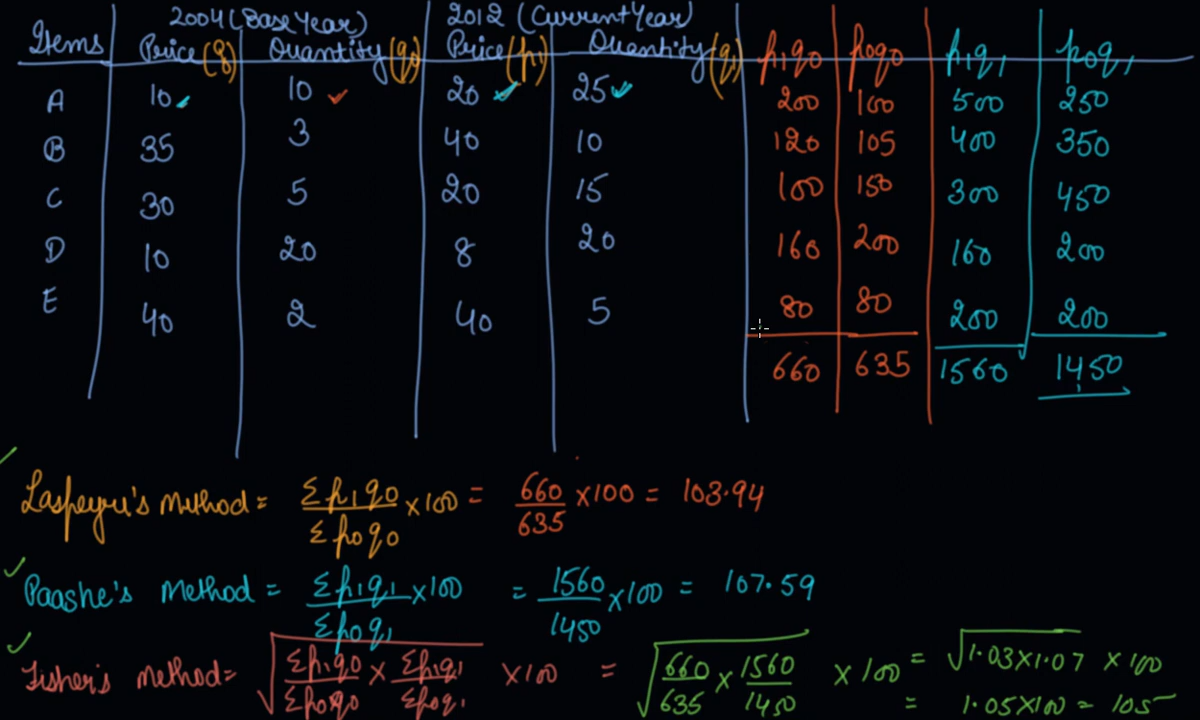 2004 (Base Year) 2012 (Current Year)
Items Price (q) Quantity (q0) Price (p1) Quantity (q1) p1q0 p0q0 p1q1 p0q1
A 10 10 20 25 200 100 500 250
B 35 3 40 10 120 105 400 350
C 30 5 20 15 100 150 300 450
D 10 20 8 20 160 200 160 200
E 40 2 40 5 80 80 200 200
660 635 1560 1450
Laspeyre's Method = Σp1q0/Σp0q0 ×100 = 660/635 ×100 = 103.94
Paashe's Method = Σp1q1/Σp0q1 ×100 = 1560/1450 ×100 = 107.59
Fisher's Method = √(Σp1q0/Σp0q0 × Σp1q1/Σp0q1) ×100 = √(660/635 × 1560/1450) ×100 = √1.03×1.07 ×100
= 1.05×100 = 105